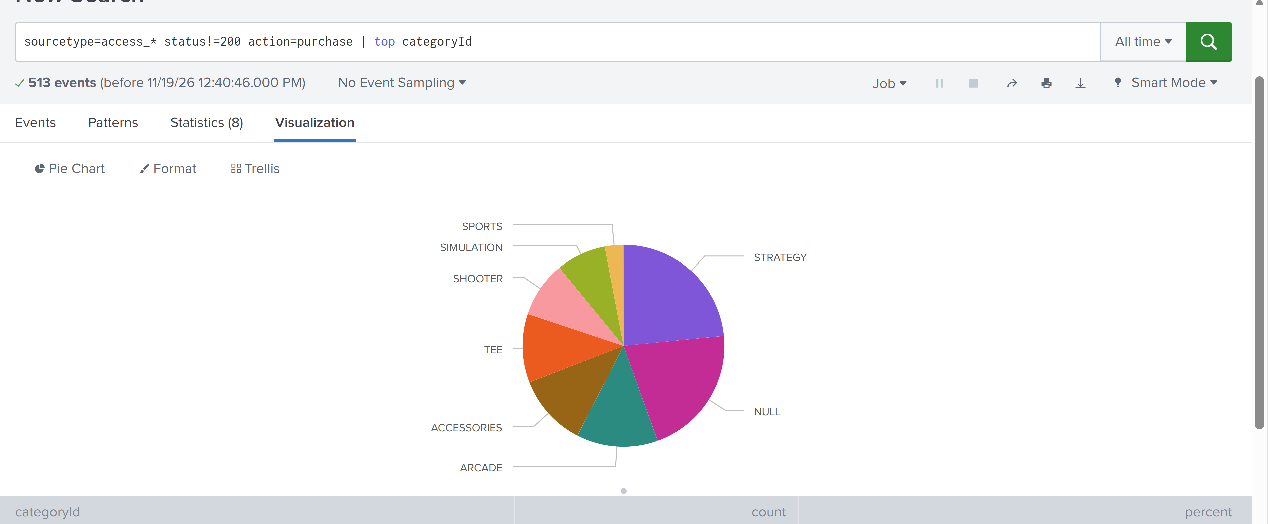 New Search
sourcetype=access_* status!=200 action=purchase | top categoryId
All time
513 events (before 11/19/26 12:40:46.000 PM)
No Event Sampling
Job
Smart Mode
Events
Patterns
Statistics (8)
Visualization
Pie Chart
Format
Trellis
SPORTS
SIMULATION
SHOOTER
TEE
ACCESSORIES
ARCADE
STRATEGY
NULL
categoryId
count
percent